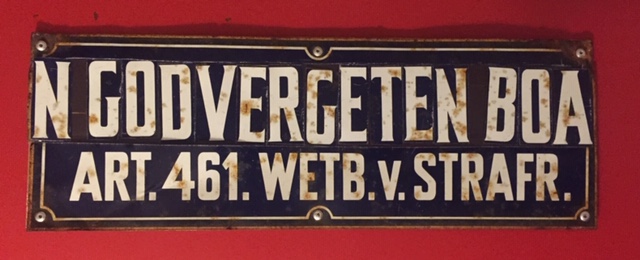 N GODVERGETEN BOA
ART. 461. WETB. V. STRAFR.